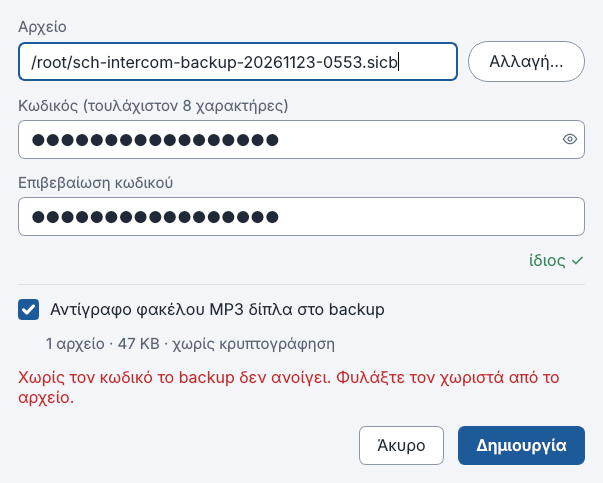 Αρχείο
/root/sch-intercom-backup-20261123-0553.sicb
Αλλαγή...
Κωδικός (τουλάχιστον 8 χαρακτήρες)
●●●●●●●●●●●●●●●●●
Επιβεβαίωση κωδικού
●●●●●●●●●●●●●●●●●
ίδιος ✓
Αντίγραφο φακέλου MP3 δίπλα στο backup
1 αρχείο · 47 KB · χωρίς κρυπτογράφηση
Χωρίς τον κωδικό το backup δεν ανοίγει. Φυλάξτε τον χωριστά από το
αρχείο.
Άκυρο
Δημιουργία